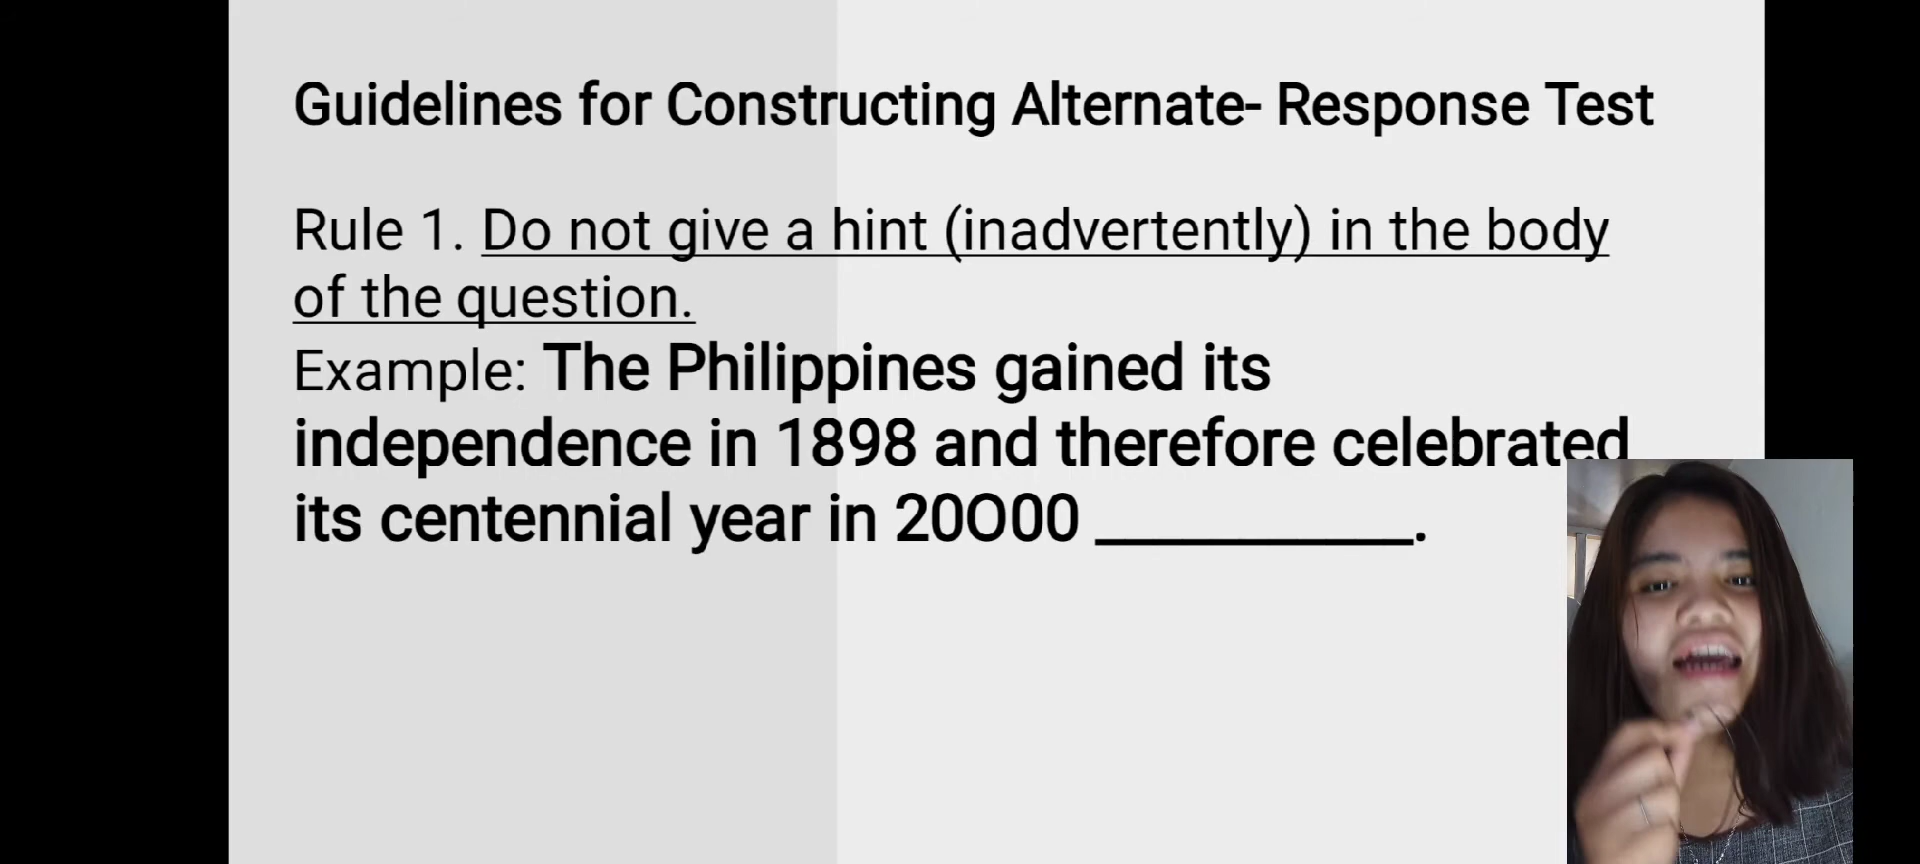 Guidelines for Constructing Alternate- Response Test
Rule 1. Do not give a hint (inadvertently) in the body
of the question.
Example: The Philippines gained its
independence in 1898 and therefore celebrated
its centennial year in 20O00 __________.